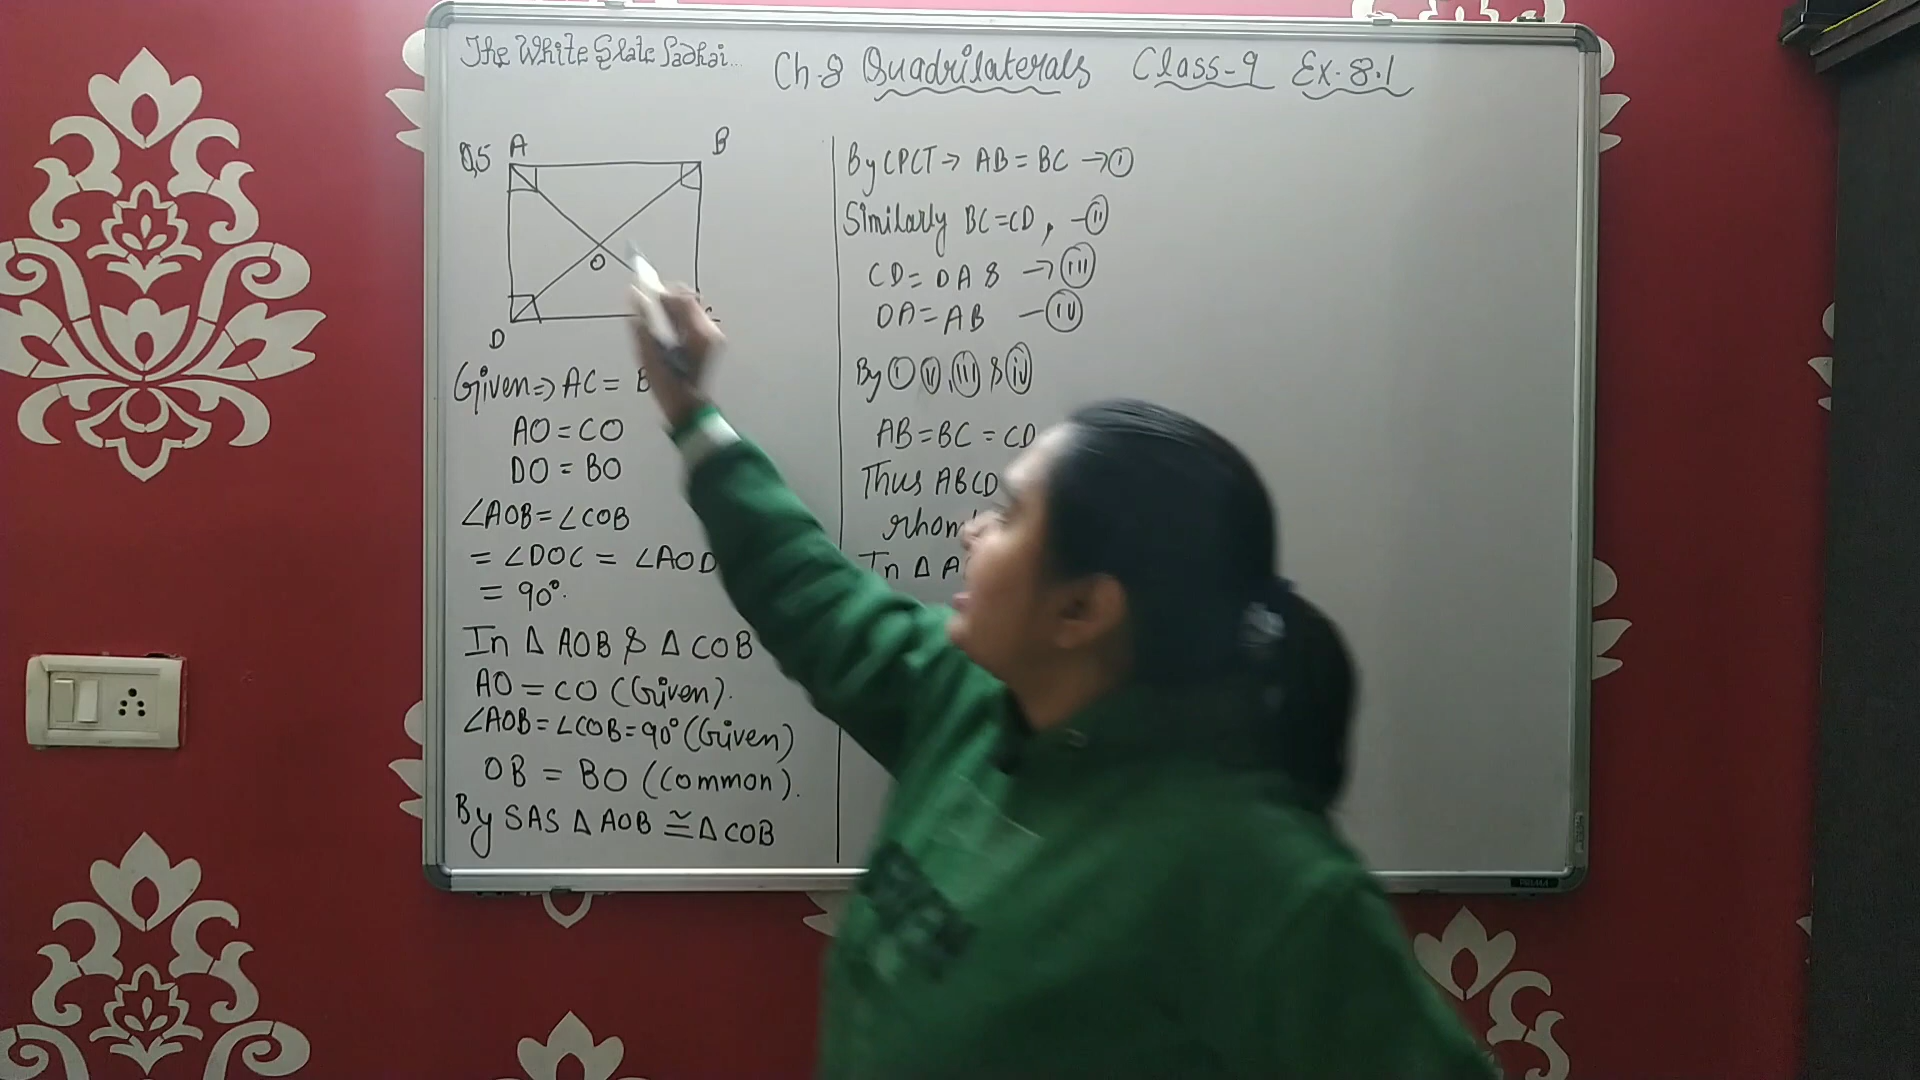 The White Slate Padhai...
Ch.8 Quadrilaterals Class-9 Ex.8.1
Q.5
A
B
O
D
Given⇒ AC =
AO = CO
DO = BO
∠AOB = ∠COB
= ∠DOC = ∠AOD
= 90°.
In Δ AOB & Δ COB
AO = CO (Given).
∠AOB = ∠COB = 90° (Given)
OB = BO (Common).
By SAS Δ AOB ≅ Δ COB
By CPCT → AB = BC → (i)
Similarly BC = CD, - (ii)
CD = DA & → (iii)
DA = AB - (iv)
By (i) (ii), (iii) & (iv)
AB = BC = CD
Thus ABCD
In Δ